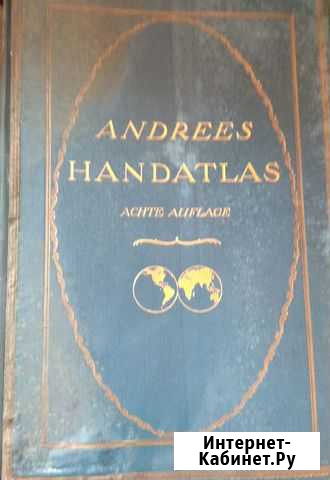 ANDREES
HANDATLAS
ACHTE AUFLAGE
Интернет-
Кабинет.Ру